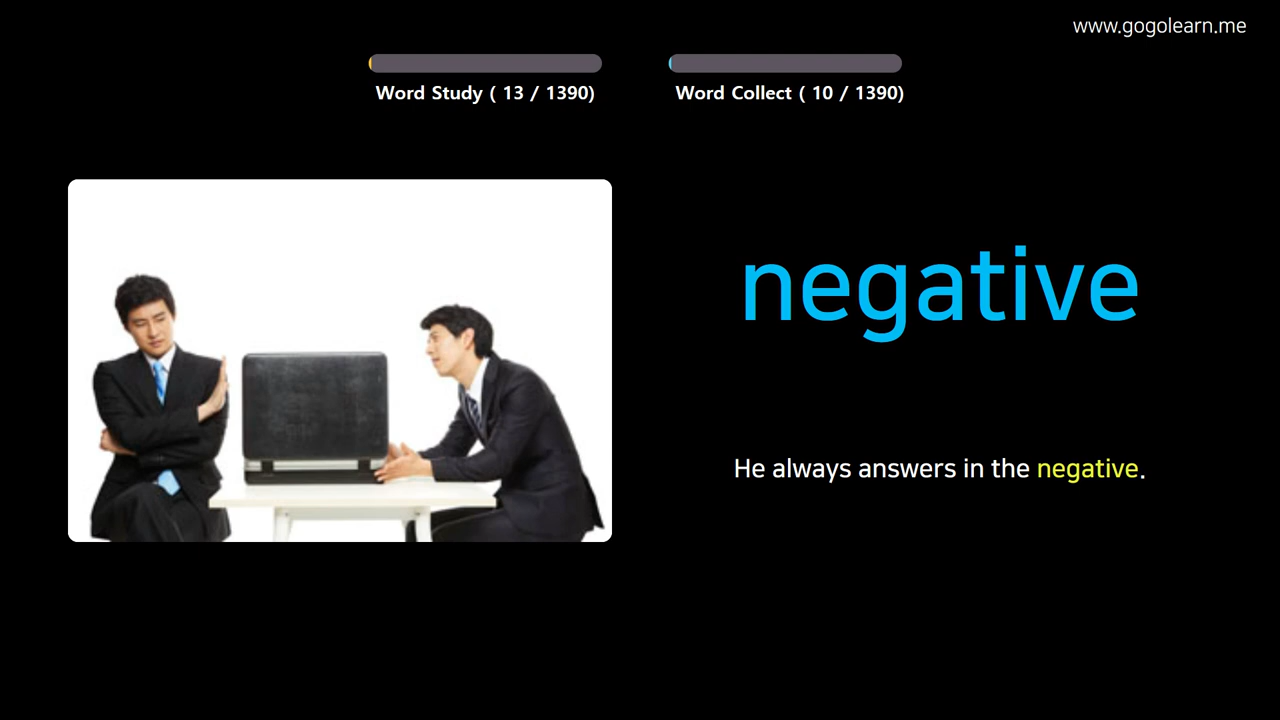 www.gogolearn.me
Word Study ( 13 / 1390)
Word Collect ( 10 / 1390)
negative
He always answers in the negative.